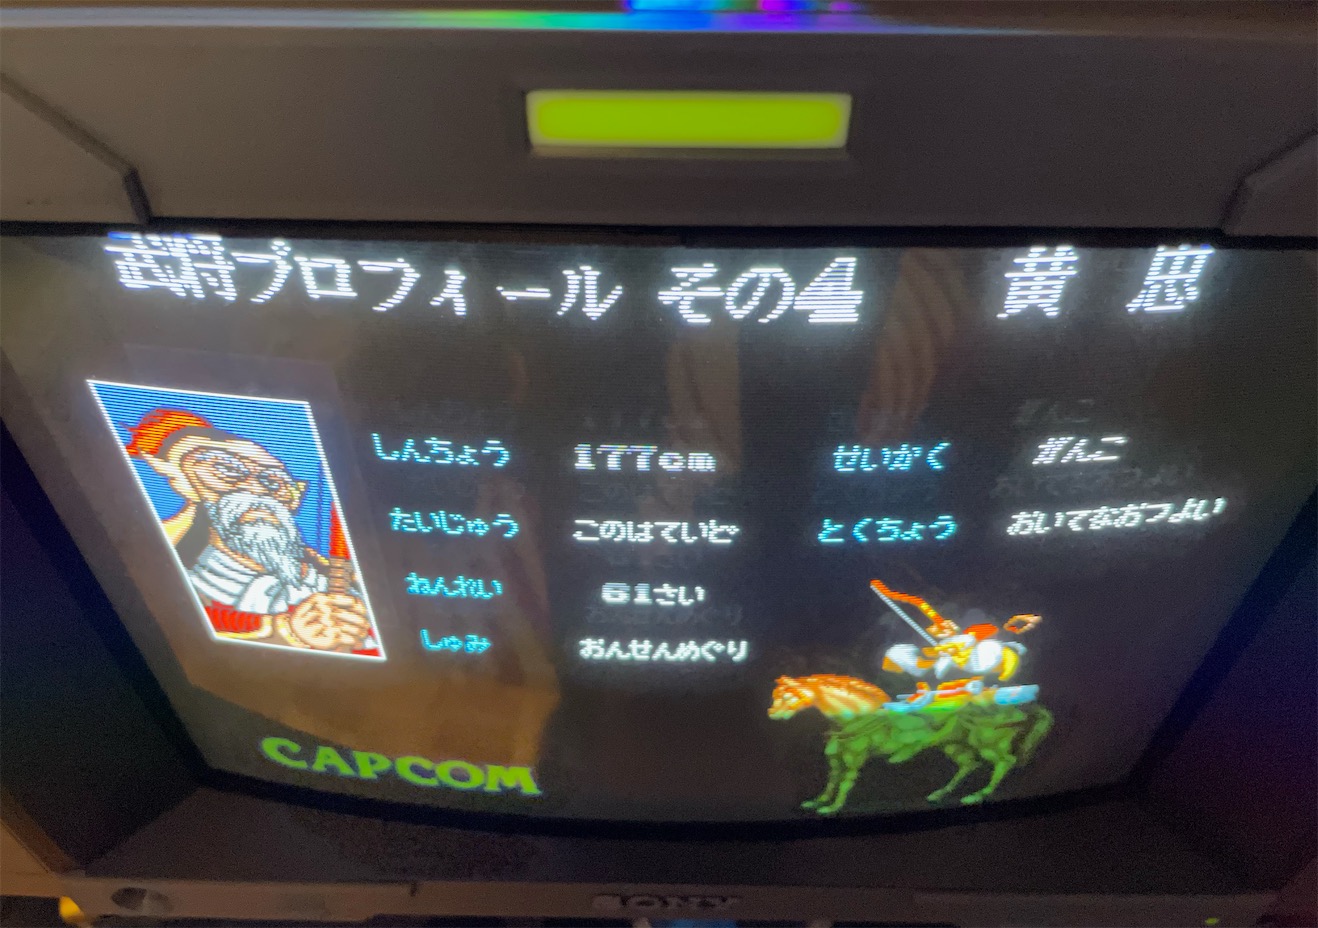 武将プロフィール その4 黄 忠
しんちょう 177cm せいかく がんこ
たいじゅう このはていど とくちょう おいてなおつよい
ねんれい 61さい
しゅみ おんせんめぐり
CAPCOM
SONY